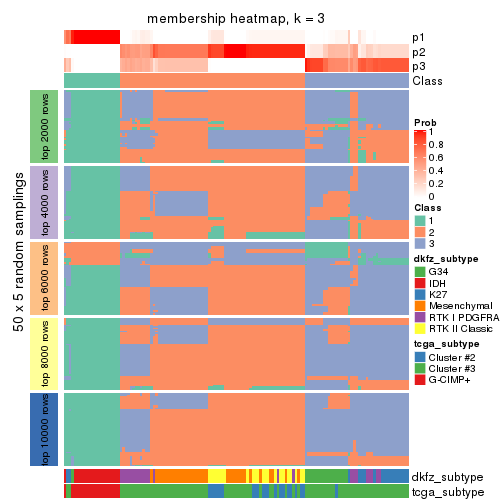 membership heatmap, k = 3
p1
p2
p3
Class
50 x 5 random samplings
top 2000 rows
top 4000 rows
top 6000 rows
top 8000 rows
top 10000 rows
Prob
1
0.8
0.6
0.4
0.2
0
Class
1
2
3
dkfz_subtype
G34
IDH
K27
Mesenchymal
RTK I PDGFRA
RTK II Classic
tcga_subtype
Cluster #2
Cluster #3
G-CIMP+
dkfz_subtype
tcga_subtype